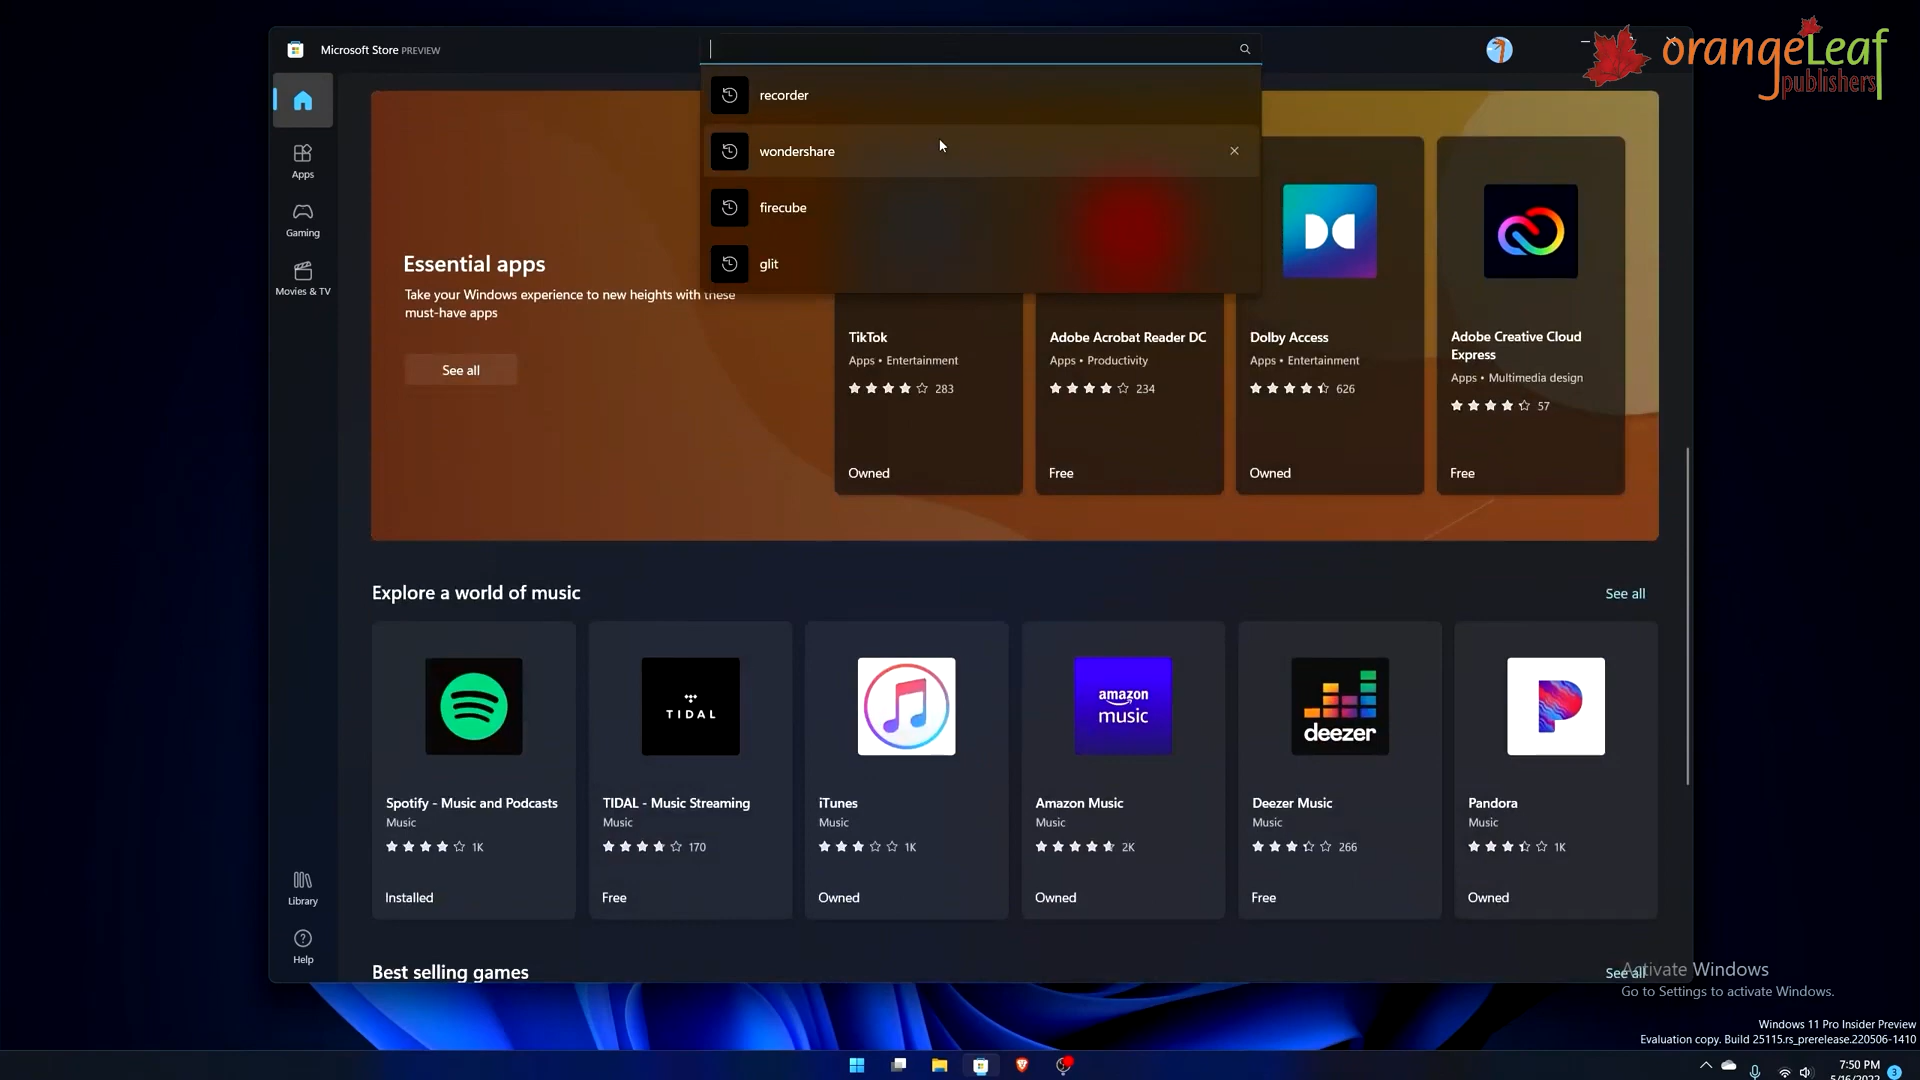 Microsoft Store PREVIEW
orangeLeaf
publishers
recorder
wondershare
firecube
glit
Apps
Gaming
Movies & TV
Library
Help
Essential apps
Take your Windows experience to new heights with these
must-have apps
See all
TikTok
Apps • Entertainment
283
Owned
Adobe Acrobat Reader DC
Apps • Productivity
234
Free
Dolby Access
Apps • Entertainment
626
Owned
Adobe Creative Cloud
Express
Apps • Multimedia design
57
Free
Explore a world of music
See all
TIDAL
amazon
music
deezer
Spotify - Music and Podcasts
Music
1K
Installed
TIDAL - Music Streaming
Music
170
Free
iTunes
Music
1K
Owned
Amazon Music
Music
2K
Owned
Deezer Music
Music
266
Free
Pandora
Music
1K
Owned
Best selling games
See all
Activate Windows
Go to Settings to activate Windows.
Windows 11 Pro Insider Preview
Evaluation copy. Build 25115.rs_prerelease.220506-1410
7:50 PM
5/16/2022
3